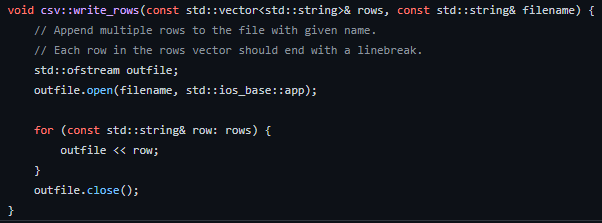 void csv::write_rows(const std::vector<std::string>& rows, const std::string& filename) {
    // Append multiple rows to the file with given name.
    // Each row in the rows vector should end with a linebreak.
    std::ofstream outfile;
    outfile.open(filename, std::ios_base::app);

    for (const std::string& row: rows) {
        outfile << row;
    }
    outfile.close();
}